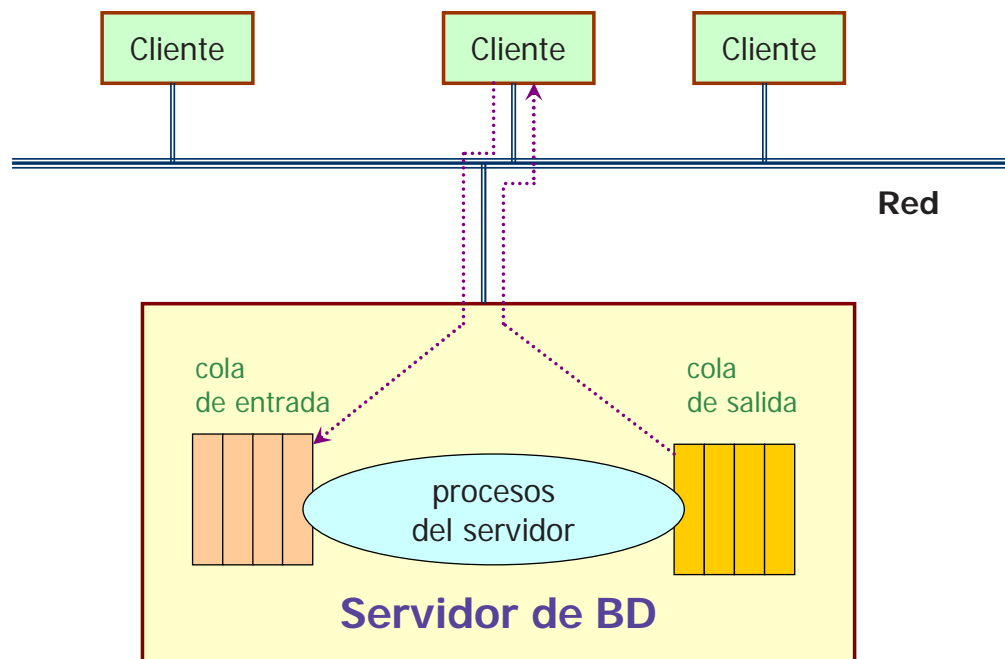 Cliente
Cliente
Cliente
Red
cola
de entrada
cola
de salida
procesos
del servidor
Servidor de BD